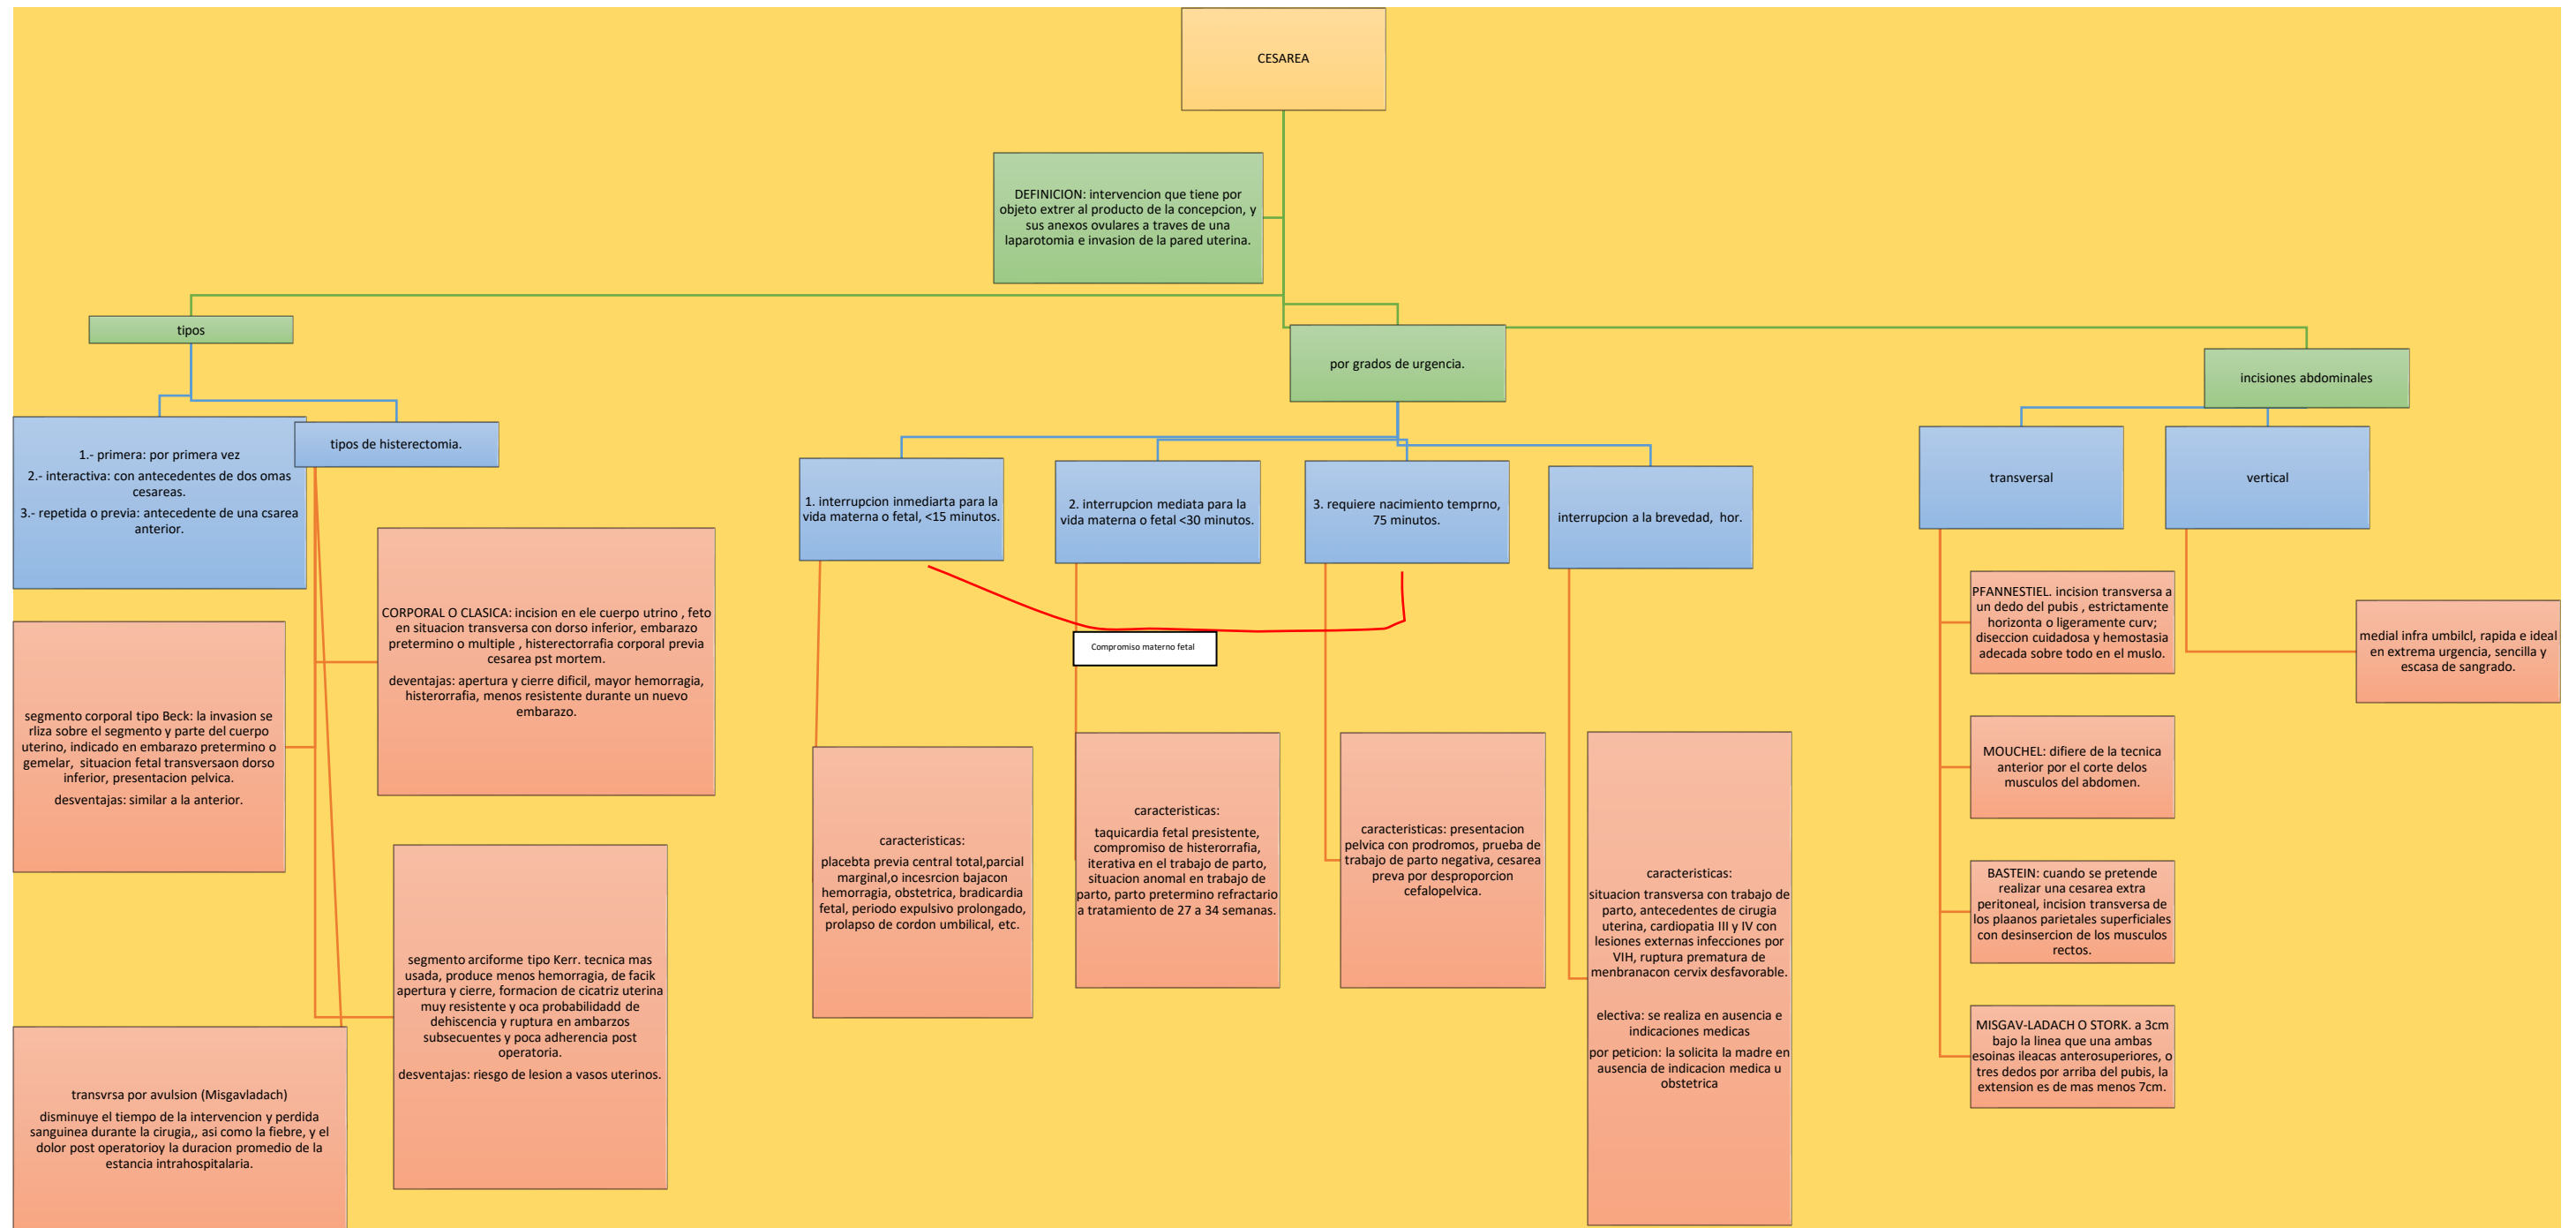 CESAREA
DEFINICION: intervencion que tiene por
objeto extrer al producto de la concepcion, y
sus anexos ovulares a traves de una
laparotomia e invasion de la pared uterina.
tipos
1.- primera: por primera vez
2.- interactiva: con antecedentes de dos omas
cesareas.
3.- repetida o previa: antecedente de una csarea
anterior.
tipos de histerectomia.
CORPORAL O CLASICA: incision en ele cuerpo utrino , feto
en situacion transversa con dorso inferior, embarazo
pretermino o multiple , histerectorrafia corporal previa
cesarea pst mortem.
deventajas: apertura y cierre dificil, mayor hemorragia,
histerorrafia, menos resistente durante un nuevo
embarazo.
segmento corporal tipo Beck: la invasion se
rliza sobre el segmento y parte del cuerpo
uterino, indicado en embarazo pretermino o
gemelar,  situacion fetal transversaon dorso
inferior, presentacion pelvica.
desventajas: similar a la anterior.
segmento arciforme tipo Kerr. tecnica mas
usada, produce menos hemorragia, de facik
apertura y cierre, formacion de cicatriz uterina
muy resistente y oca probabilidadd de
dehiscencia y ruptura en ambarzos
subsecuentes y poca adherencia post
operatoria.
desventajas: riesgo de lesion a vasos uterinos.
transvrsa por avulsion (Misgavladach)
disminuye el tiempo de la intervencion y perdida
sanguinea durante la cirugia,, asi como la fiebre, y el
dolor post operatorioy la duracion promedio de la
estancia intrahospitalaria.
por grados de urgencia.
1. interrupcion inmediarta para la
vida materna o fetal, <15 minutos.
2. interrupcion mediata para la
vida materna o fetal <30 minutos.
3. requiere nacimiento temprno,
75 minutos.
interrupcion a la brevedad,  hor.
Compromiso materno fetal
caracteristicas:
placebta previa central total,parcial
marginal,o incesrcion bajacon
hemorragia, obstetrica, bradicardia
fetal, periodo expulsivo prolongado,
prolapso de cordon umbilical, etc.
caracteristicas:
taquicardia fetal presistente,
compromiso de histerorrafia,
iterativa en el trabajo de parto,
situacion anomal en trabajo de
parto, parto pretermino refractario
a tratamiento de 27 a 34 semanas.
caracteristicas: presentacion
pelvica con prodromos, prueba de
trabajo de parto negativa, cesarea
preva por desproporcion
cefalopelvica.
caracteristicas:
situacion transversa con trabajo de
parto, antecedentes de cirugia
uterina, cardiopatia III y IV con
lesiones externas infecciones por
VIH, ruptura prematura de
menbranacon cervix desfavorable.
electiva: se realiza en ausencia e
indicaciones medicas
por peticion: la solicita la madre en
ausencia de indicacion medica u
obstetrica
incisiones abdominales
transversal
vertical
PFANNESTIEL. incision transversa a
un dedo del pubis , estrictamente
horizonta o ligeramente curv;
diseccion cuidadosa y hemostasia
adecada sobre todo en el muslo.
MOUCHEL: difiere de la tecnica
anterior por el corte delos
musculos del abdomen.
BASTEIN: cuando se pretende
realizar una cesarea extra
peritoneal, incision transversa de
los plaanos parietales superficiales
con desinsercion de los musculos
rectos.
MISGAV-LADACH O STORK. a 3cm
bajo la linea que una ambas
esoinas ileacas anterosuperiores, o
tres dedos por arriba del pubis, la
extension es de mas menos 7cm.
medial infra umbilcl, rapida e ideal
en extrema urgencia, sencilla y
escasa de sangrado.